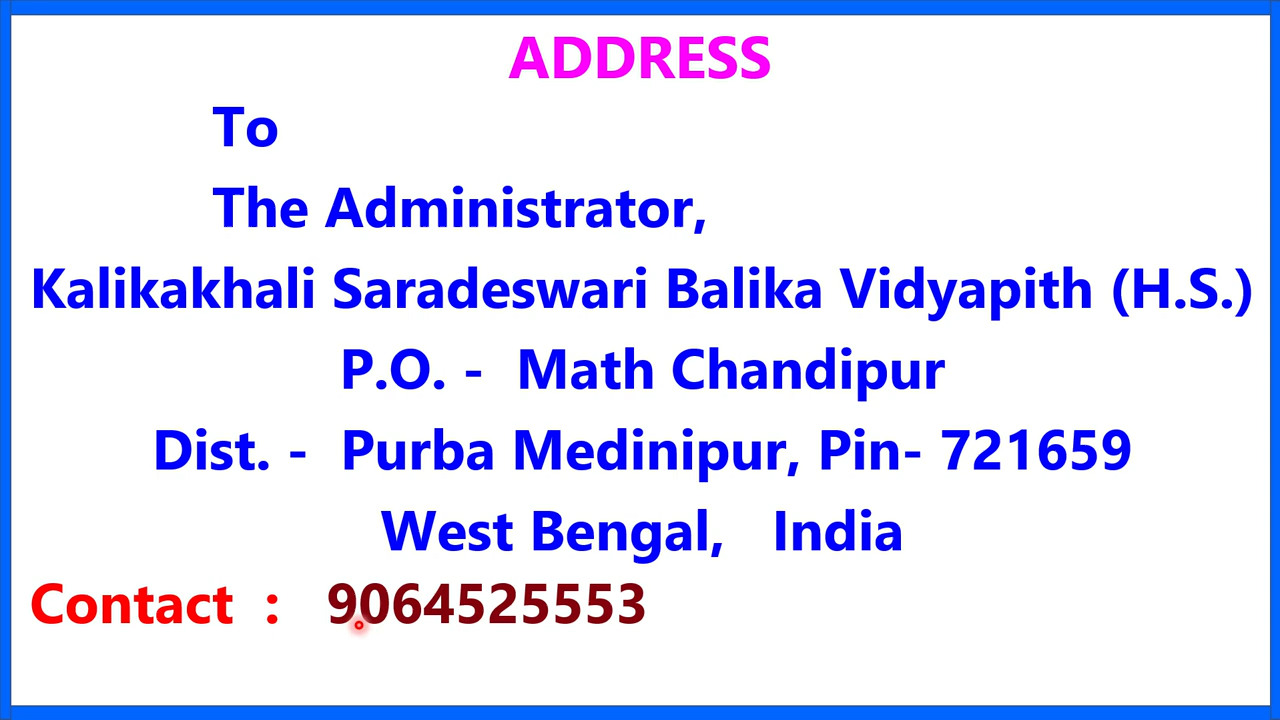 ADDRESS
To
The Administrator,
Kalikakhali Saradeswari Balika Vidyapith (H.S.)
P.O. - Math Chandipur
Dist. - Purba Medinipur, Pin- 721659
West Bengal, India
Contact : 9064525553